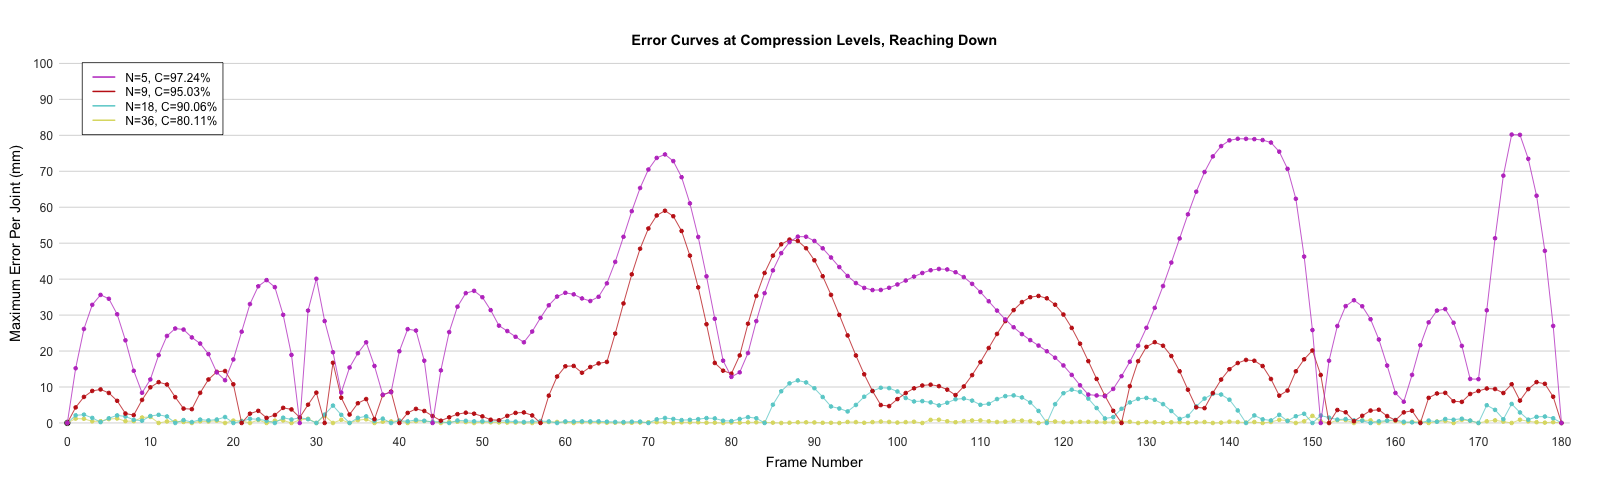 Error Curves at Compression Levels, Reaching Down
100
90
80
70
60
50
40
30
20
10
0
Maximum Error Per Joint (mm)
N=5, C=97.24%
N=9, C=95.03%
N=18, C=90.06%
N=36, C=80.11%
0 10 20 30 40 50 60 70 80 90 100 110 120 130 140 150 160 170 180
Frame Number